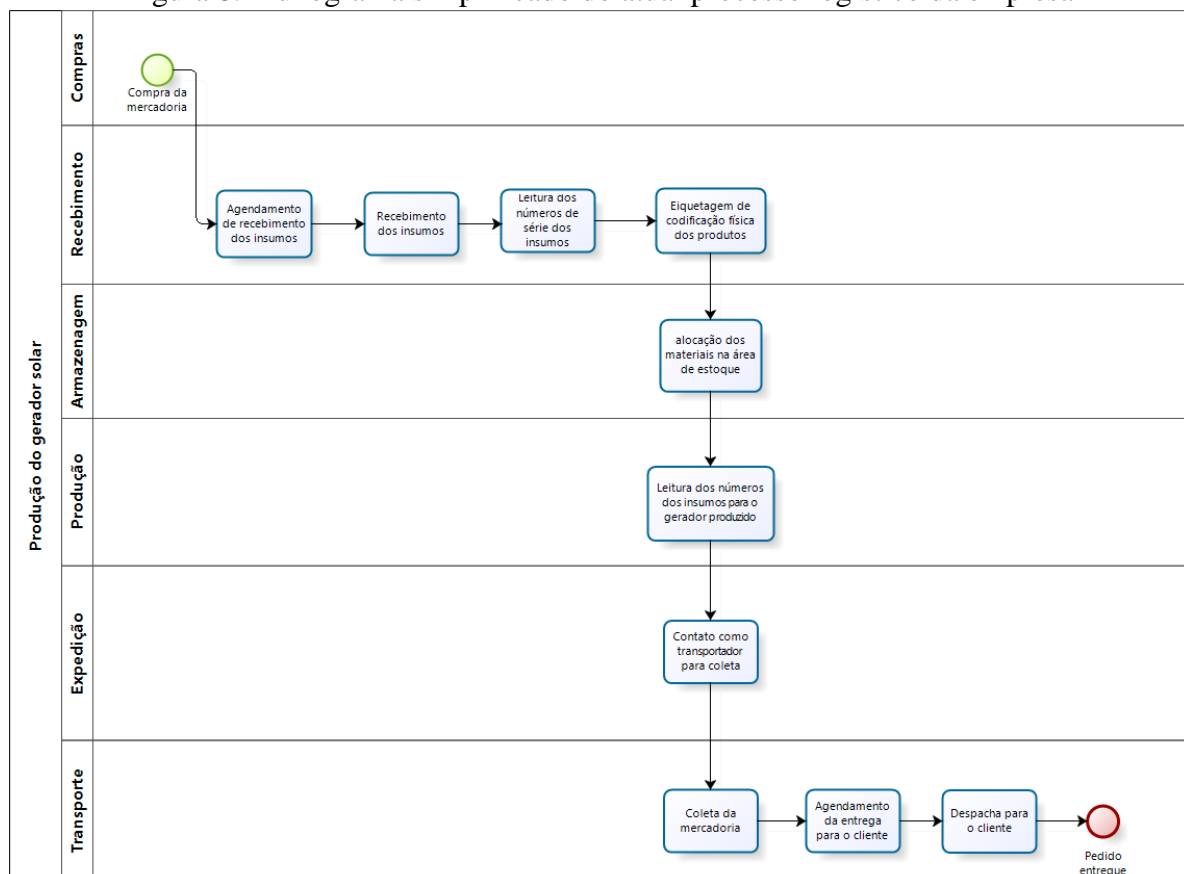 Produção do gerador solar
Compras
Compra da
mercadoria
Recebimento
Agendamento
de recebimento
dos insumos
Recebimento
dos insumos
Leitura dos
números de
série dos
insumos
Eiquetagem de
codificação física
dos produtos
Armazenagem
alocação dos
materiais na área
de estoque
Produção
Leitura dos números
dos insumos para o
gerador produzido
Expedição
Contato como
transportador
para coleta
Transporte
Coleta da
mercadoria
Agendamento
da entrega
para o cliente
Despacha para
o cliente
Pedido
entregue